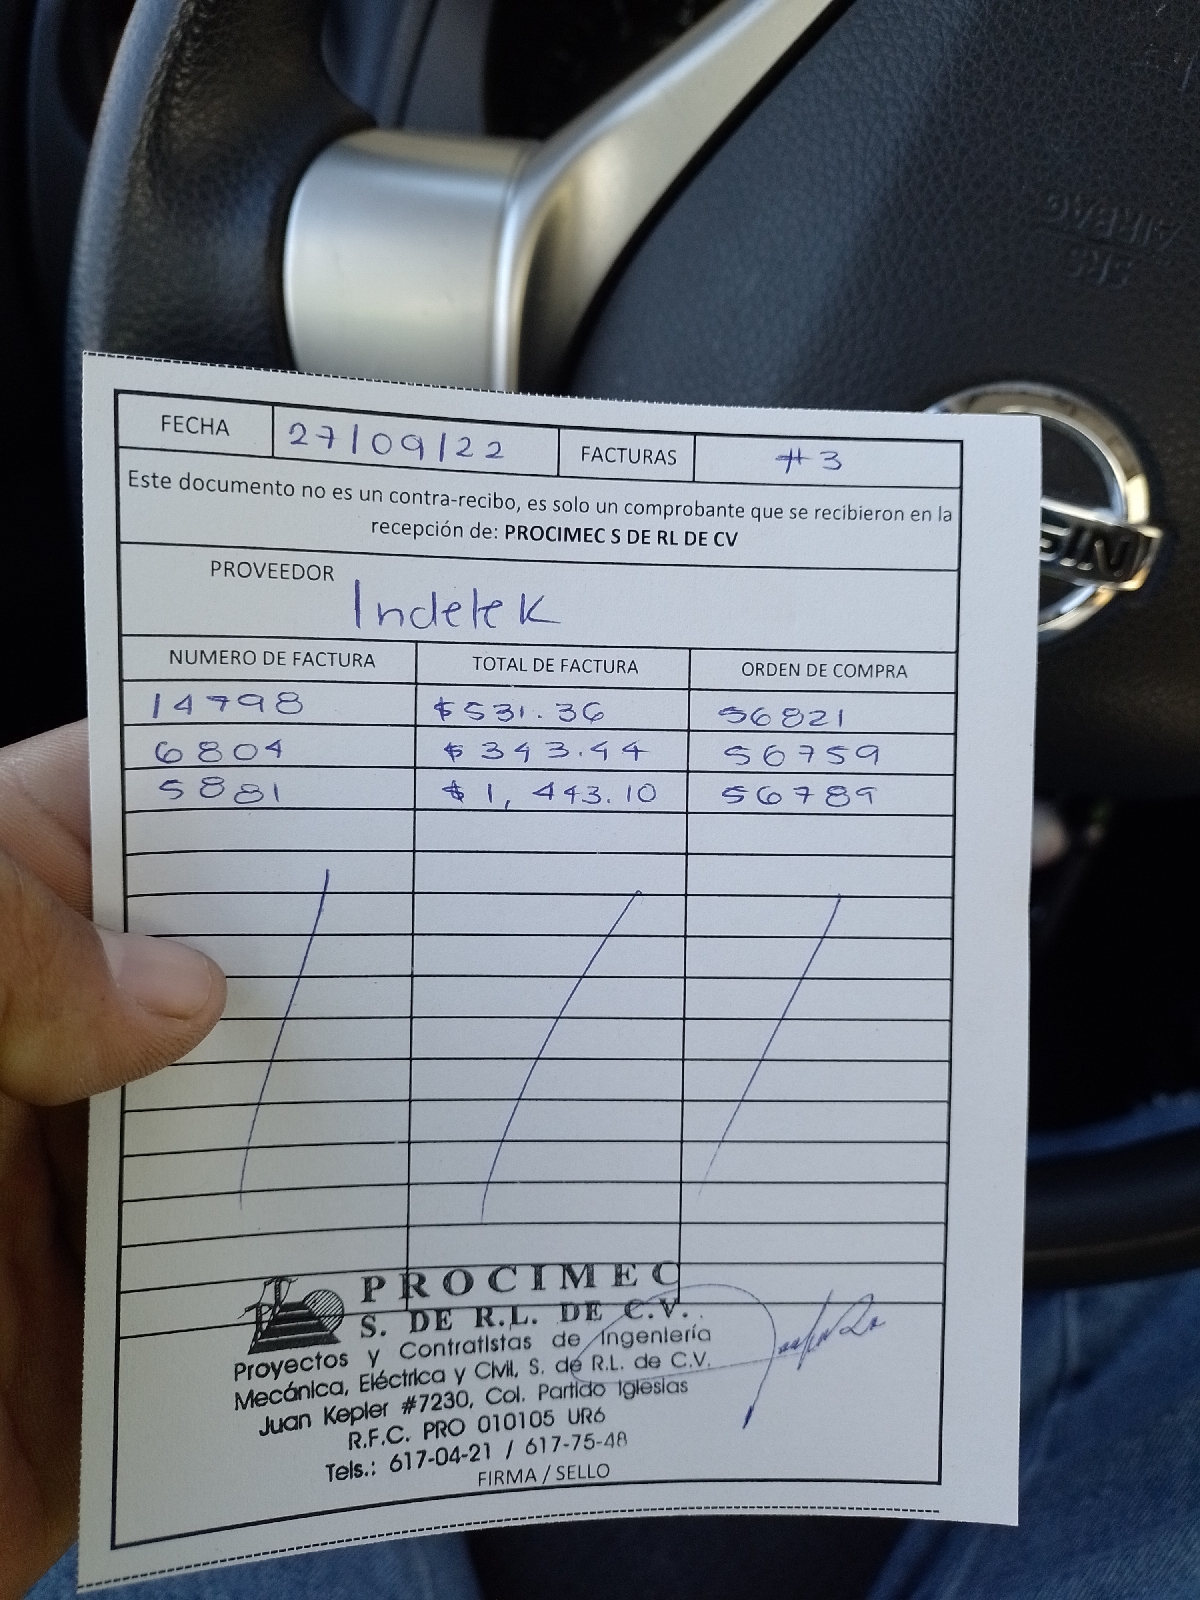 SRS
AIRBAG
FECHA 27/09/22 FACTURAS #3
Este documento no es un contra-recibo, es solo un comprobante que se recibieron en la
recepción de: PROCIMEC S DE RL DE CV
PROVEEDOR Indelek
NUMERO DE FACTURA TOTAL DE FACTURA ORDEN DE COMPRA
14798 $531.36 56821
6804 $343.44 56759
5881 $1,443.10 56789
PROCIMEC
S. DE R.L. DE C.V.
Proyectos y Contratistas de Ingeniería
Mecánica, Eléctrica y Civil, S. de R.L. de C.V.
Juan Kepler #7230, Col. Partido Iglesias
R.F.C. PRO 010105 UR6
Tels.: 617-04-21 / 617-75-48
FIRMA / SELLO